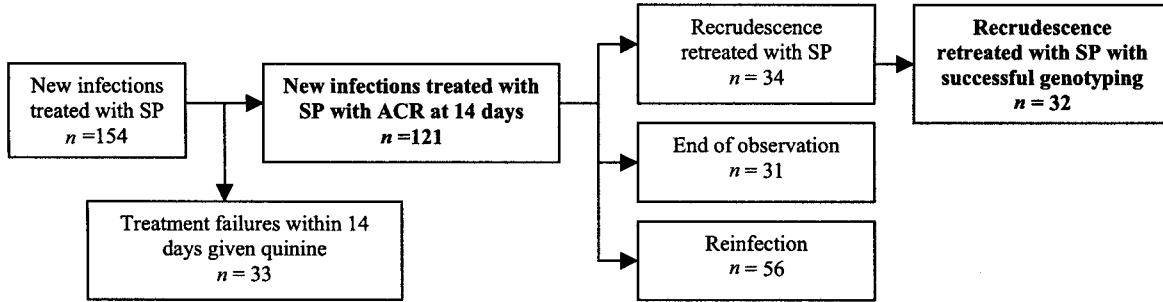 New infections
treated with SP
n =154
New infections treated with
SP with ACR at 14 days
n =121
Treatment failures within 14
days given quinine
n = 33
Recrudescence
retreated with SP
n = 34
End of observation
n = 31
Reinfection
n = 56
Recrudescence
retreated with SP with
successful genotyping
n = 32